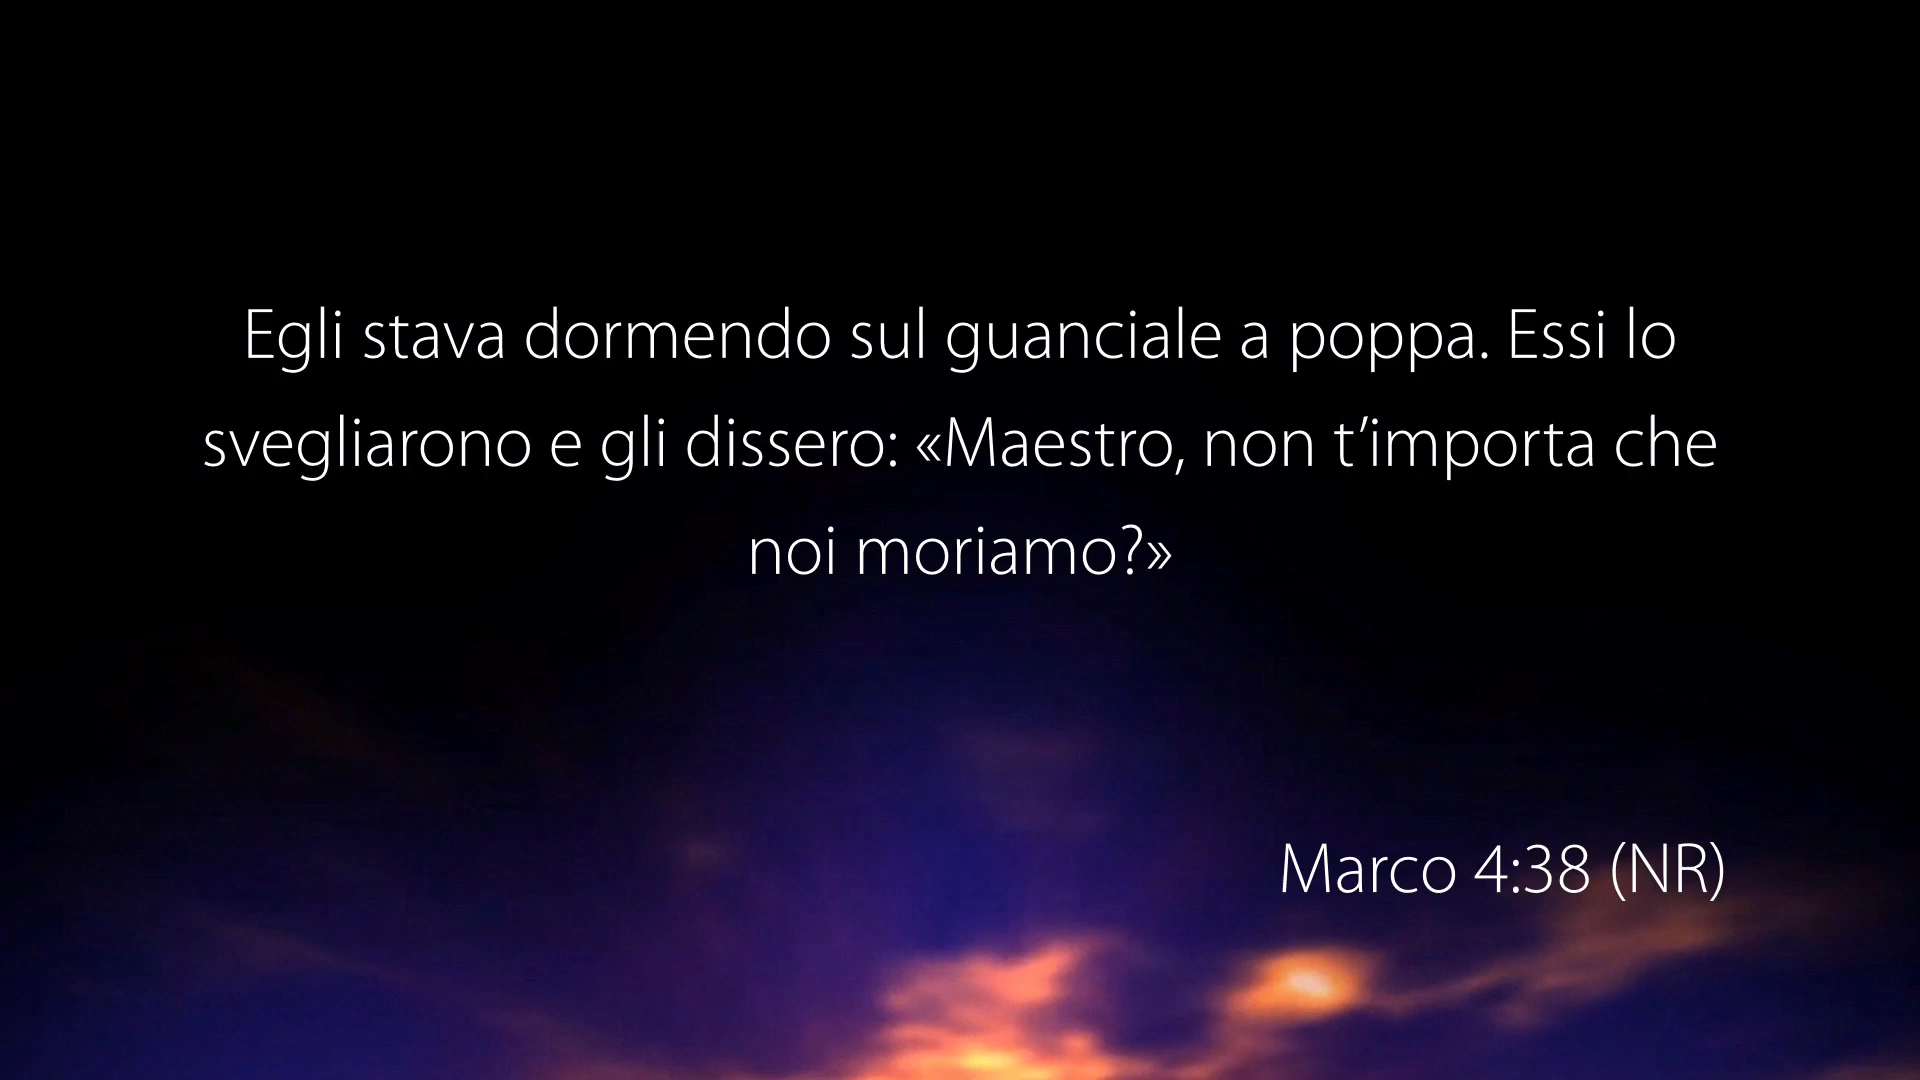 Egli stava dormendo sul guanciale a poppa. Essi lo
svegliarono e gli dissero: «Maestro, non t’importa che
noi moriamo?»
Marco 4:38 (NR)